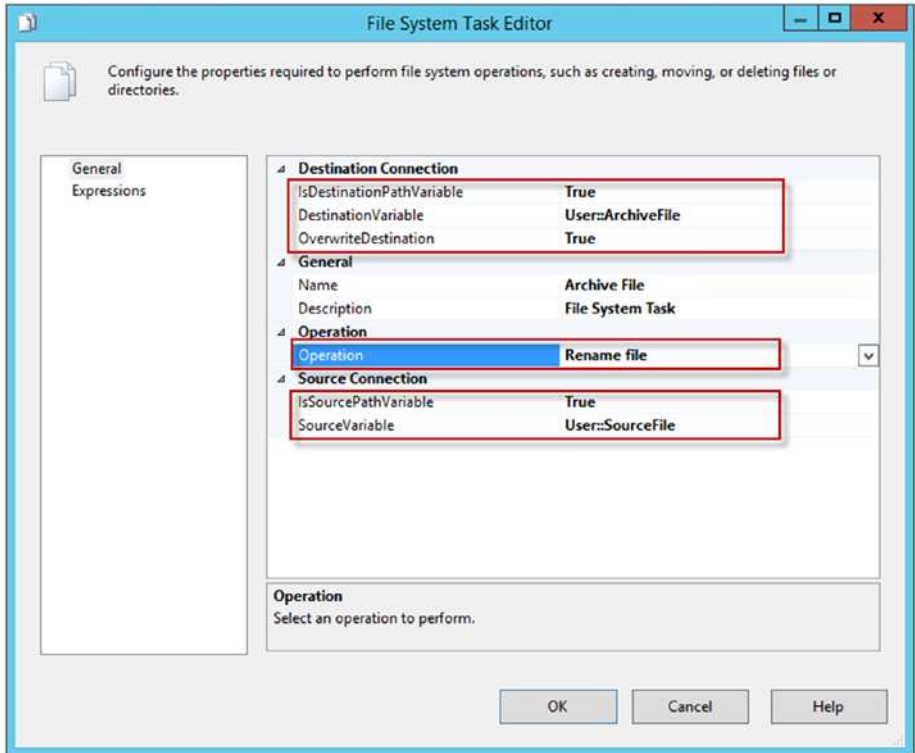 File System Task Editor
Configure the properties required to perform file system operations, such as creating, moving, or deleting files or
directories.
General
Expressions
Destination Connection
IsDestinationPathVariable True
DestinationVariable User::ArchiveFile
OverwriteDestination True
General
Name Archive File
Description File System Task
Operation
Operation Rename file
Source Connection
IsSourcePathVariable True
SourceVariable User::SourceFile
Operation
Select an operation to perform.
OK Cancel Help